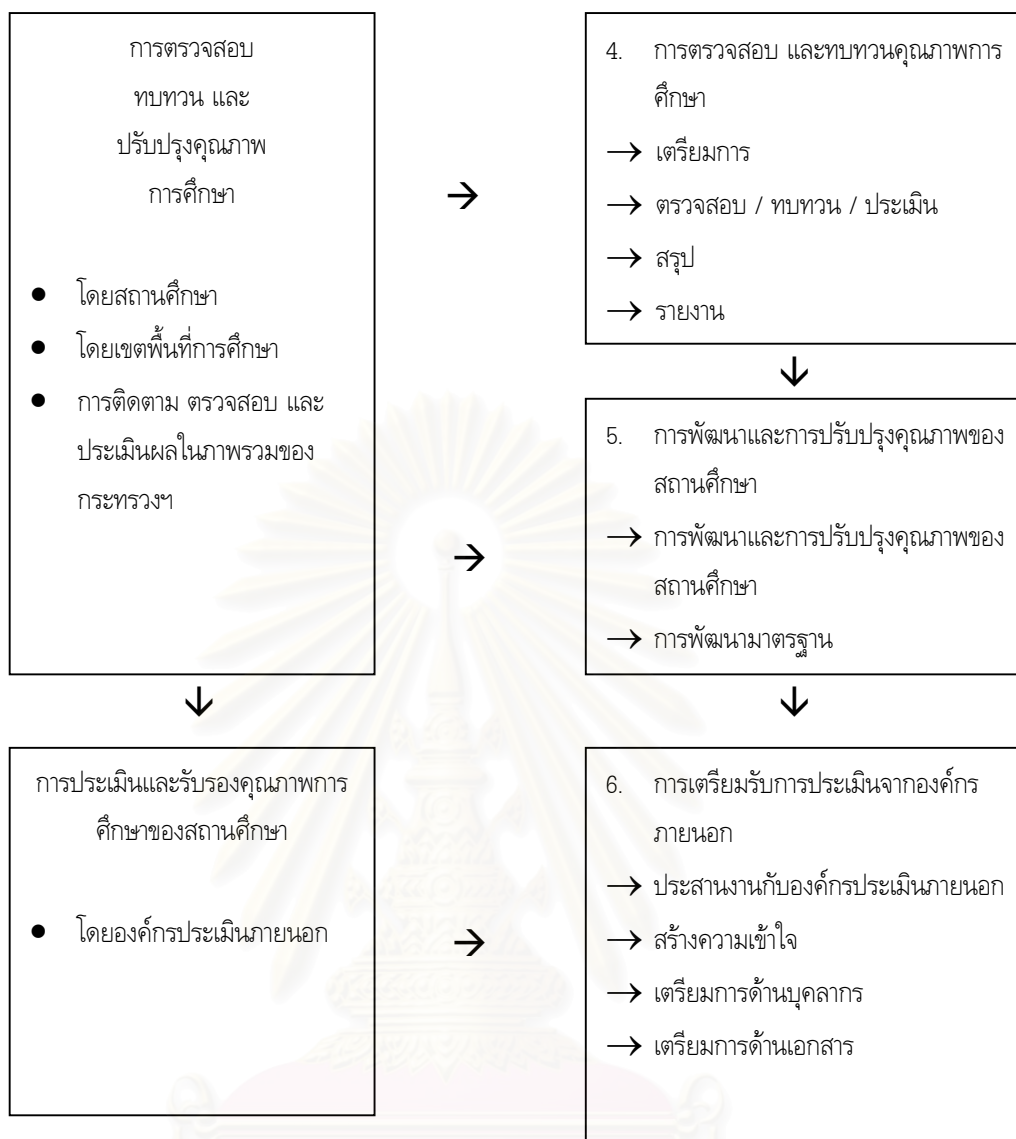 การตรวจสอบ
ทบทวน และ
ปรับปรุงคุณภาพ
การศึกษา
● โดยสถานศึกษา
● โดยเขตพื้นที่การศึกษา
● การติดตาม ตรวจสอบ และ
ประเมินผลในภาพรวมของ
กระทรวงฯ
→
→
↓
4. การตรวจสอบ และทบทวนคุณภาพการ
ศึกษา
→ เตรียมการ
→ ตรวจสอบ / ทบทวน / ประเมิน
→ สรุป
→ รายงาน
↓
5. การพัฒนาและการปรับปรุงคุณภาพของ
สถานศึกษา
→ การพัฒนาและการปรับปรุงคุณภาพของ
สถานศึกษา
→ การพัฒนามาตรฐาน
↓
การประเมินและรับรองคุณภาพการ
ศึกษาของสถานศึกษา
● โดยองค์กรประเมินภายนอก
→
6. การเตรียมรับการประเมินจากองค์กร
ภายนอก
→ ประสานงานกับองค์กรประเมินภายนอก
→ สร้างความเข้าใจ
→ เตรียมการด้านบุคลากร
→ เตรียมการด้านเอกสาร